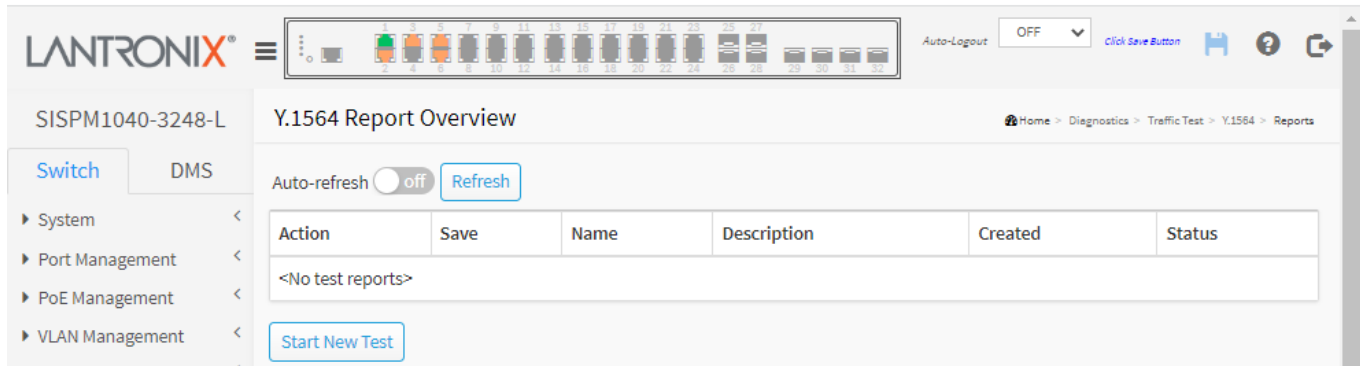 1 3 5 7 9 11 13 15 17 19 21 23 25 27
LANTRONIX®
2 4 6 8 10 12 14 16 18 20 22 24 26 28 29 30 31 32
Auto-Logout OFF Click Save Button
SISPM1040-3248-L
Y.1564 Report Overview
Home > Diagnostics > Traffic Test > Y.1564 > Reports
Switch DMS
Auto-refresh off Refresh
System
Port Management
PoE Management
VLAN Management
Action Save Name Description Created Status
<No test reports>
Start New Test